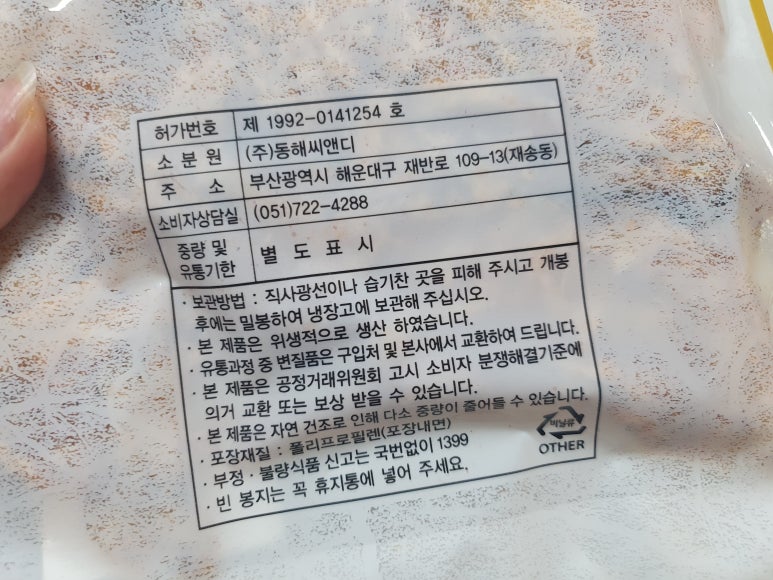 허가번호 제 1992-0141254 호
소 분 원 (주)동해씨앤디
주 소 부산광역시 해운대구 재반로 109-13(재송동)
소비자상담실 (051)722-4288
중량 및
유통기한 별 도 표 시
· 보관방법 : 직사광선이나 습기찬 곳을 피해 주시고 개봉
후에는 밀봉하여 냉장고에 보관해 주십시오.
· 본 제품은 위생적으로 생산 하였습니다.
· 유통과정 중 변질품은 구입처 및 본사에서 교환하여 드립니다.
· 본 제품은 공정거래위원회 고시 소비자 분쟁해결기준에
의거 교환 또는 보상 받을 수 있습니다.
· 본 제품은 자연 건조로 인해 다소 중량이 줄어들 수 있습니다.
· 포장재질 : 폴리프로필렌(포장내면)
· 부정 · 불량식품 신고는 국번없이 1399
· 빈 봉지는 꼭 휴지통에 넣어 주세요.
비닐류
OTHER